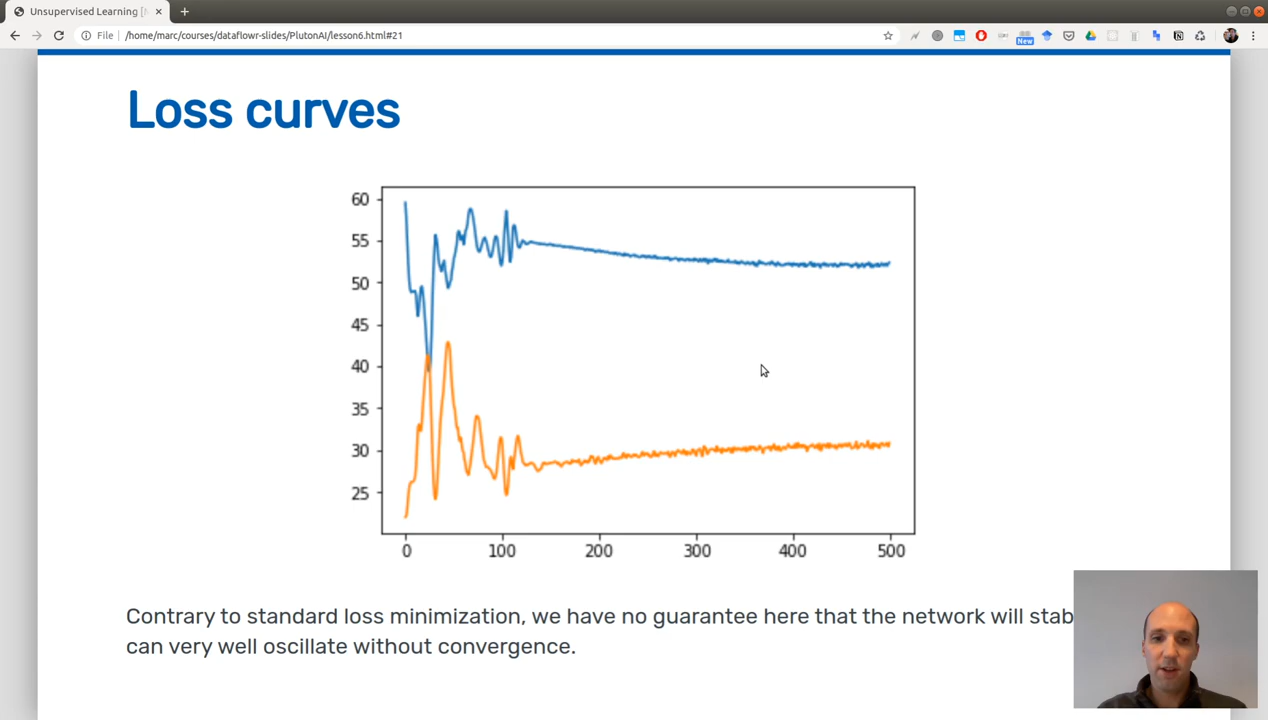 Unsupervised Learning [
File
/home/marc/courses/dataflowr-slides/PlutonAI/lesson6.html#21
New
Loss curves
60
55
50
45
40
35
30
25
0 100 200 300 400 500
Contrary to standard loss minimization, we have no guarantee here that the network will stab
can very well oscillate without convergence.